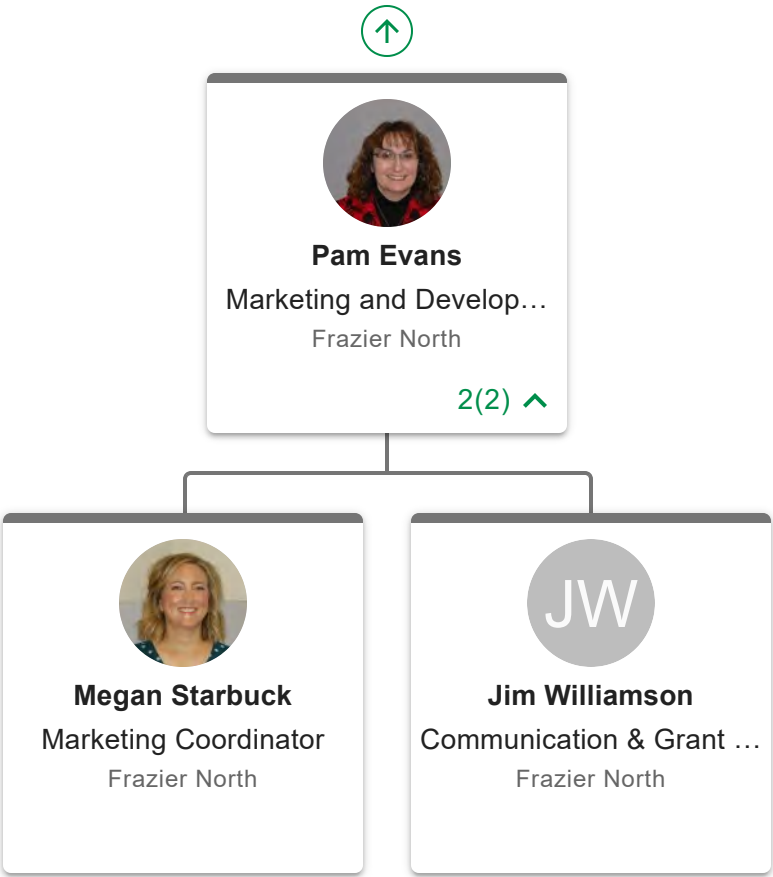 Pam Evans
Marketing and Develop…
Frazier North
2(2)
Megan Starbuck
Marketing Coordinator
Frazier North
JW
Jim Williamson
Communication & Grant …
Frazier North